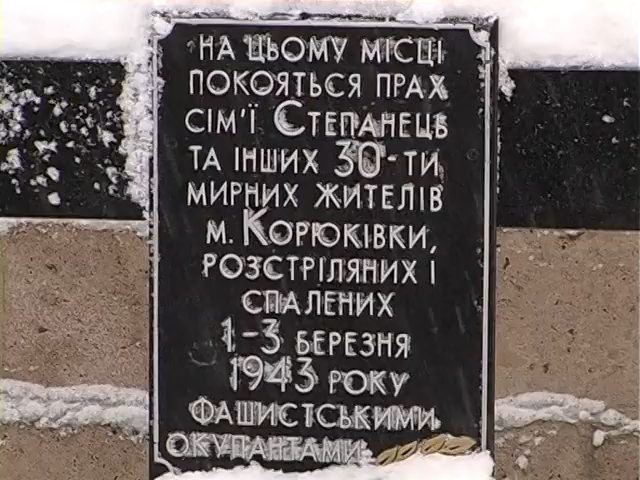 НА ЦЬОМУ МІСЦІ
ПОКОЯТЬСЯ ПРАХ
СІМ'Ї СТЕПАНЕЦЬ
ТА ІНШИХ 30-ТИ
МИРНИХ ЖИТЕЛІВ
М. КОРЮКІВКИ,
РОЗСТРІЛЯНИХ І
СПАЛЕНИХ
1-3 БЕРЕЗНЯ
1943 РОКУ
ФАШИСТСЬКИМИ
ОКУПАНТАМИ